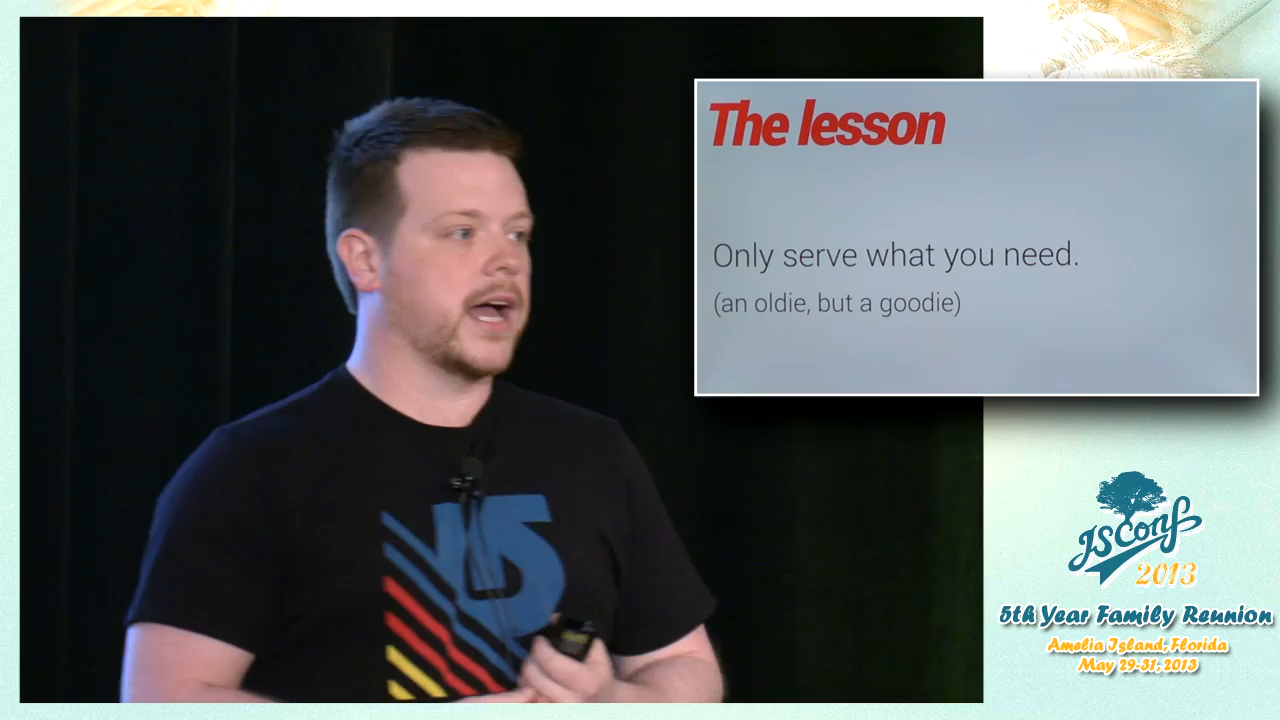 The lesson
Only serve what you need.
(an oldie, but a goodie)
15
JSConf
2013
5th Year Family Reunion
Amelia Island, Florida
May 29-31, 2013